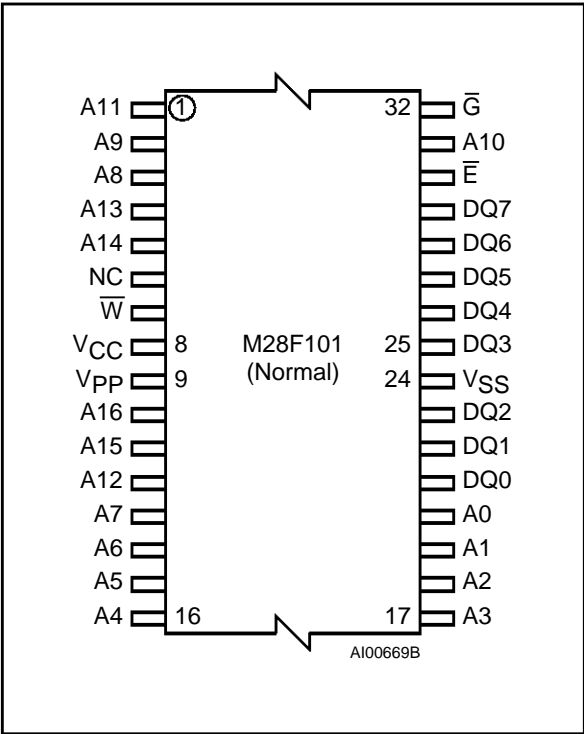 A11 1 32 G̅
A9 A10
A8 E̅
A13 DQ7
A14 DQ6
NC DQ5
W̅ DQ4
VCC 8 M28F101 25 DQ3
VPP 9 (Normal) 24 VSS
A16 DQ2
A15 DQ1
A12 DQ0
A7 A0
A6 A1
A5 A2
A4 16 17 A3
AI00669B